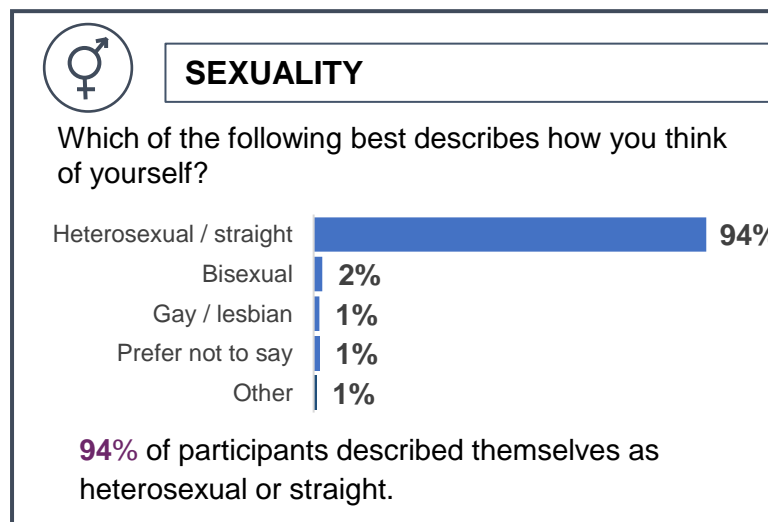 SEXUALITY
Which of the following best describes how you think
of yourself?
Heterosexual / straight 94%
Bisexual 2%
Gay / lesbian 1%
Prefer not to say 1%
Other 1%
94% of participants described themselves as
heterosexual or straight.